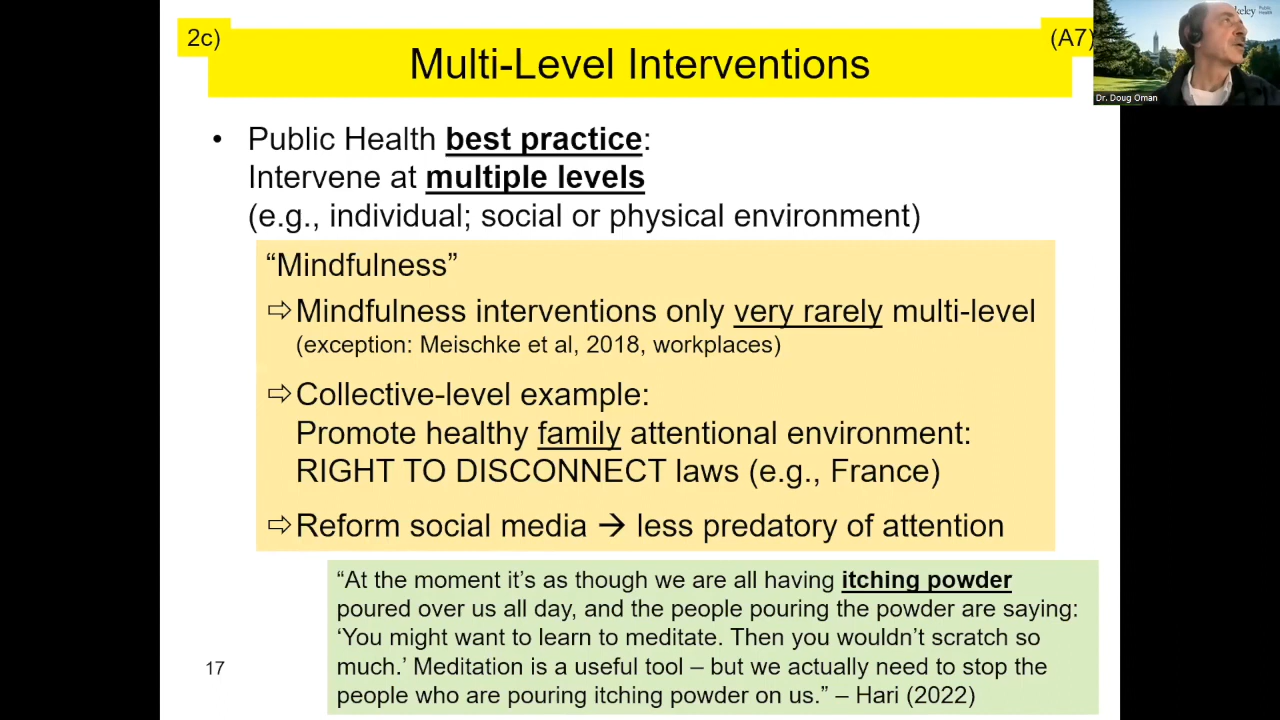 2c)
Multi-Level Interventions
(A7)
Public Health
Dr. Doug Oman
• Public Health best practice:
Intervene at multiple levels
(e.g., individual; social or physical environment)
“Mindfulness”
⇨Mindfulness interventions only very rarely multi-level
(exception: Meischke et al, 2018, workplaces)
⇨Collective-level example:
Promote healthy family attentional environment:
RIGHT TO DISCONNECT laws (e.g., France)
⇨Reform social media → less predatory of attention
“At the moment it’s as though we are all having itching powder
poured over us all day, and the people pouring the powder are saying:
‘You might want to learn to meditate. Then you wouldn’t scratch so
much.’ Meditation is a useful tool – but we actually need to stop the
people who are pouring itching powder on us.” – Hari (2022)
17